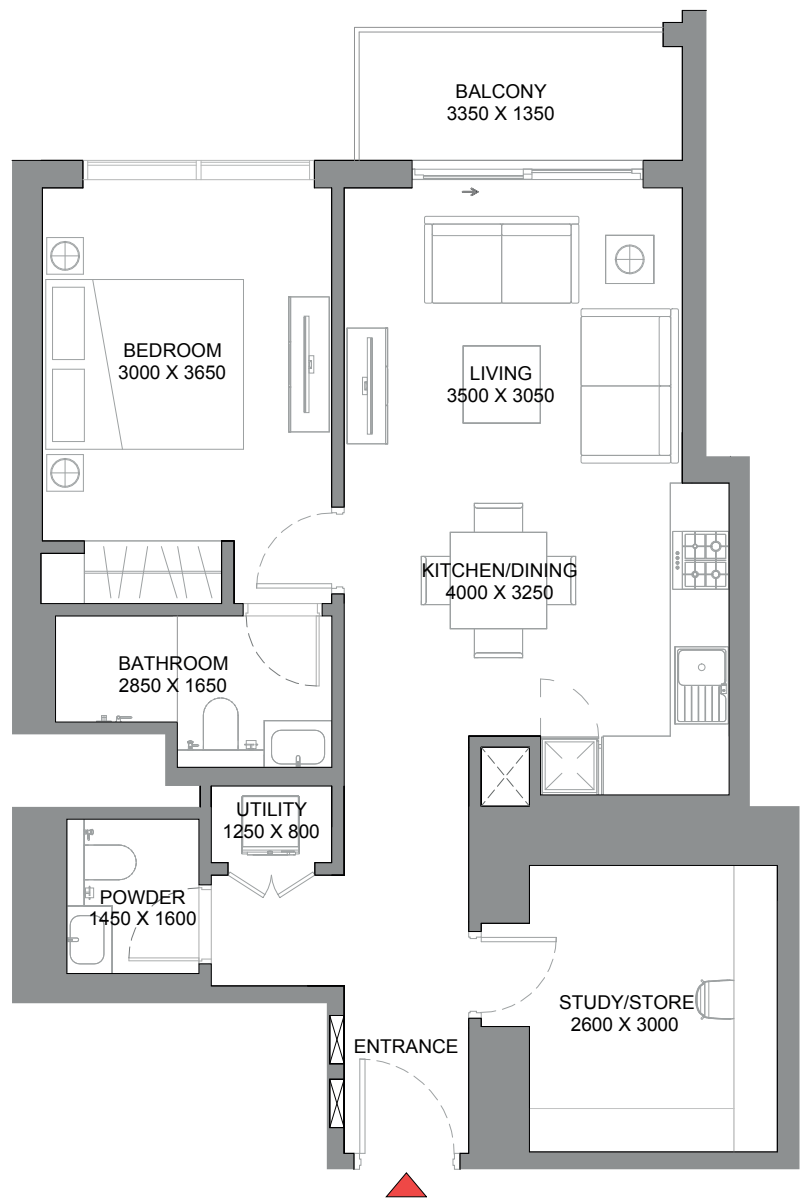 BALCONY
3350 X 1350
BEDROOM
3000 X 3650
LIVING
3500 X 3050
KITCHEN/DINING
4000 X 3250
BATHROOM
2850 X 1650
UTILITY
1250 X 800
POWDER
1450 X 1600
STUDY/STORE
2600 X 3000
ENTRANCE